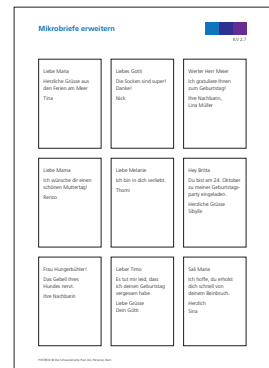 Mikrobriefe erweitern
KV 2.7
Liebe Maria
Herzliche Grüsse aus
den Ferien am Meer
Tina
Liebes Gotti
Die Socken sind super!
Danke!
Nick
Werter Herr Meier
Ich gratuliere Ihnen
zum Geburtstag!
Ihre Nachbarin,
Lina Müller
Liebe Mama
Ich wünsche dir einen
schönen Muttertag!
Renzo
Liebe Melanie
Ich bin in dich verliebt.
Thomi
Hey Britta
Du bist am 24. Oktober
zu meiner Geburtstags-
party eingeladen.
Herzliche Grüsse
Sibylle
Frau Hungerbühler!
Das Gebell Ihres
Hundes nervt.
Ihre Nachbarin
Lieber Timo
Es tut mir leid, dass
ich deinen Geburtstag
vergessen habe.
Liebe Grüsse
Dein Götti
Sali Maria
Ich hoffe, du erholst
dich schnell von
deinem Beinbruch.
Herzlich
Sina